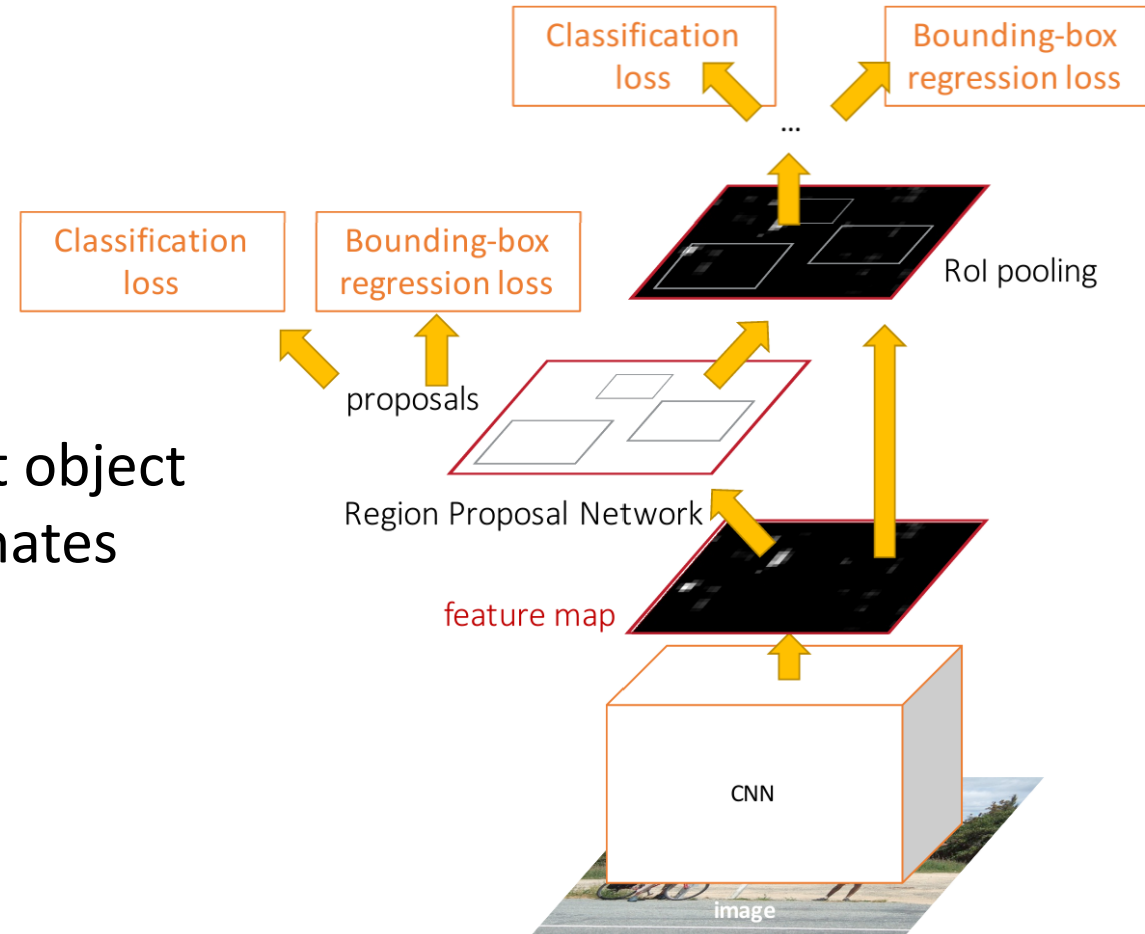 Classification
loss
Bounding-box
regression loss
...
Classification
loss
Bounding-box
regression loss
RoI pooling
proposals
t object
nates
Region Proposal Network
feature map
CNN
image